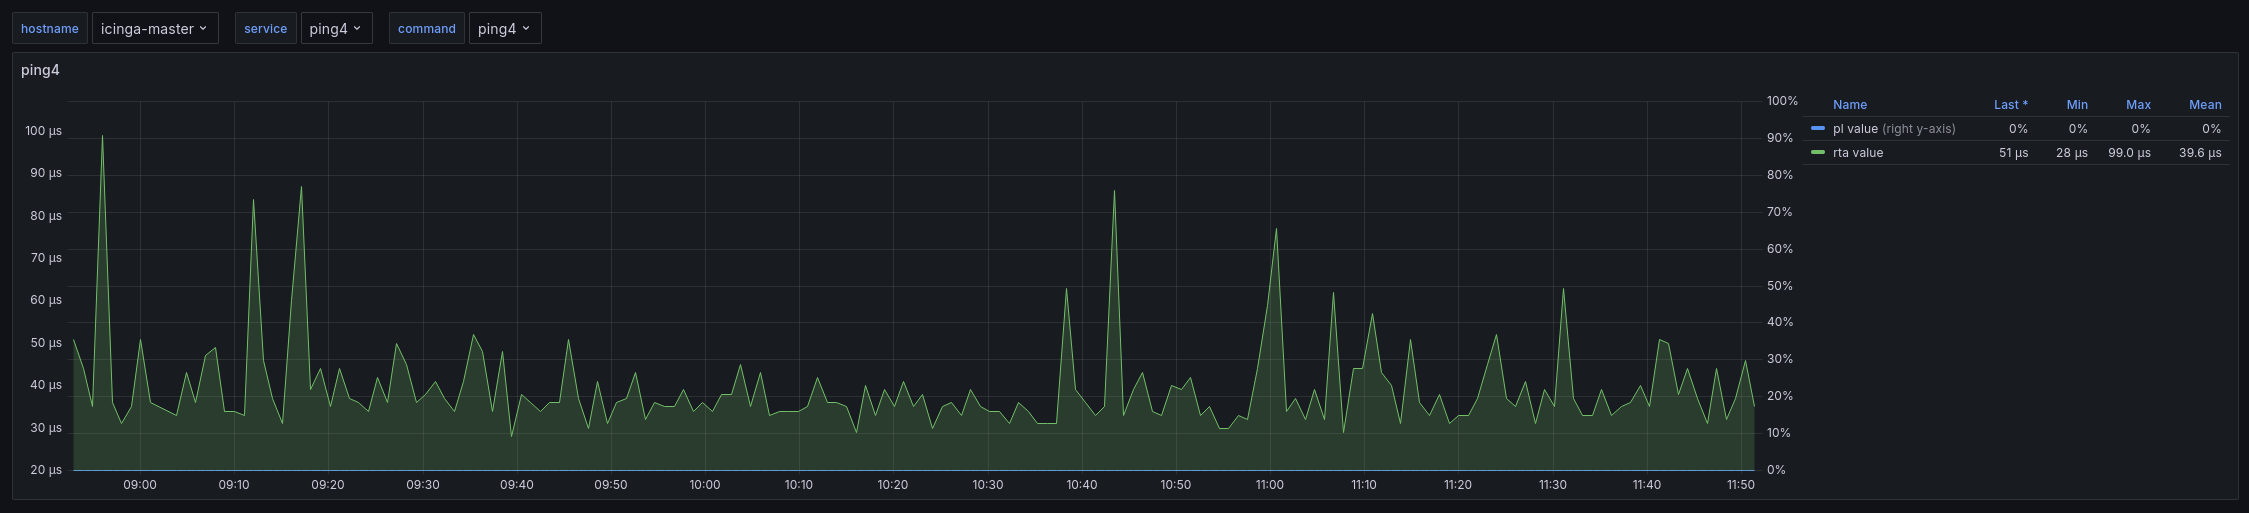 hostname icinga-master service ping4 command ping4
ping4
100 µs
90 µs
80 µs
70 µs
60 µs
50 µs
40 µs
30 µs
20 µs
100%
90%
80%
70%
60%
50%
40%
30%
20%
10%
0%
09:00 09:10 09:20 09:30 09:40 09:50 10:00 10:10 10:20 10:30 10:40 10:50 11:00 11:10 11:20 11:30 11:40 11:50
Name Last * Min Max Mean
pl value (right y-axis) 0% 0% 0% 0%
rta value 51 µs 28 µs 99.0 µs 39.6 µs